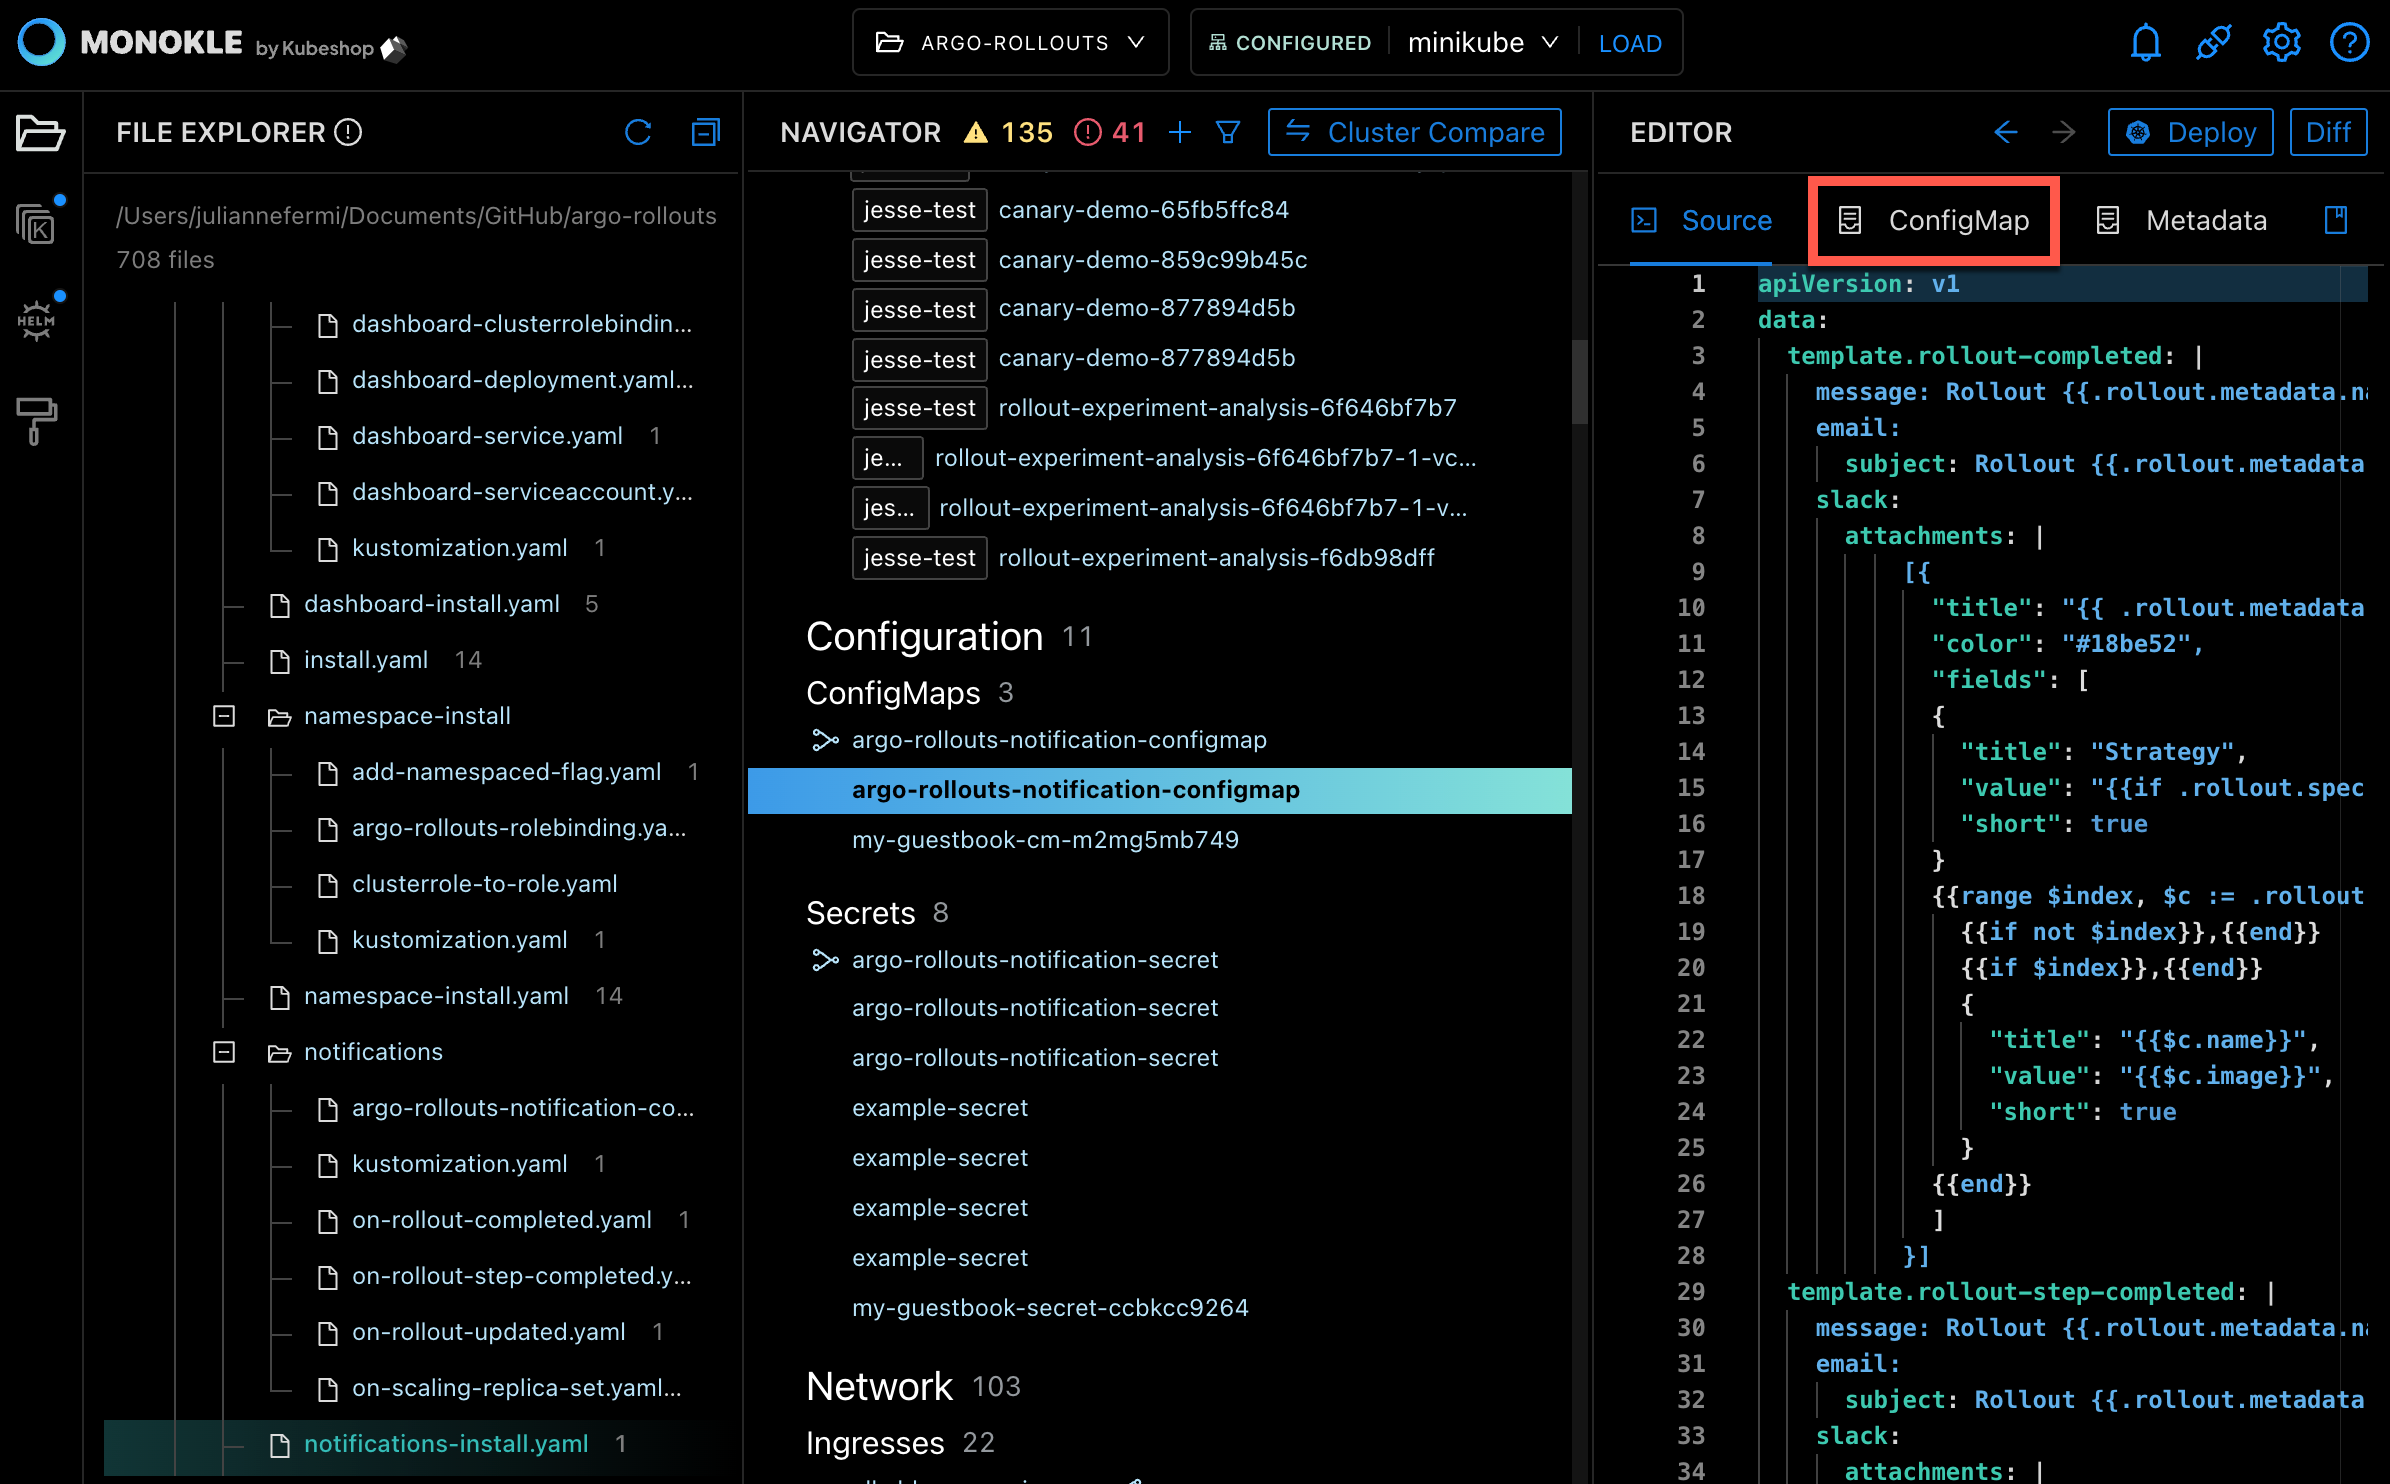 MONOKLE by Kubeshop
ARGO-ROLLOUTS
CONFIGURED minikube LOAD
FILE EXPLORER
/Users/juliannefermi/Documents/GitHub/argo-rollouts
708 files
dashboard-clusterrolebindin...
dashboard-deployment.yaml...
dashboard-service.yaml 1
dashboard-serviceaccount.y...
kustomization.yaml 1
dashboard-install.yaml 5
install.yaml 14
namespace-install
add-namespaced-flag.yaml 1
argo-rollouts-rolebinding.ya...
clusterrole-to-role.yaml
kustomization.yaml 1
namespace-install.yaml 14
notifications
argo-rollouts-notification-co...
kustomization.yaml 1
on-rollout-completed.yaml 1
on-rollout-step-completed.y...
on-rollout-updated.yaml 1
on-scaling-replica-set.yaml...
notifications-install.yaml 1
K
HELM
NAVIGATOR 135 41 Cluster Compare
jesse-test canary-demo-65fb5ffc84
jesse-test canary-demo-859c99b45c
jesse-test canary-demo-877894d5b
jesse-test canary-demo-877894d5b
jesse-test rollout-experiment-analysis-6f646bf7b7
je... rollout-experiment-analysis-6f646bf7b7-1-vc...
jes... rollout-experiment-analysis-6f646bf7b7-1-v...
jesse-test rollout-experiment-analysis-f6db98dff
Configuration 11
ConfigMaps 3
argo-rollouts-notification-configmap
argo-rollouts-notification-configmap
my-guestbook-cm-m2mg5mb749
Secrets 8
argo-rollouts-notification-secret
argo-rollouts-notification-secret
argo-rollouts-notification-secret
example-secret
example-secret
example-secret
example-secret
my-guestbook-secret-ccbkcc9264
Network 103
Ingresses 22
EDITOR Deploy Diff
Source ConfigMap Metadata
1 apiVersion: v1
2 data:
3 template.rollout-completed: |
4 message: Rollout {{.rollout.metadata.na
5 email:
6 subject: Rollout {{.rollout.metadata
7 slack:
8 attachments: |
9 [{
10 "title": "{{ .rollout.metadata
11 "color": "#18be52",
12 "fields": [
13 {
14 "title": "Strategy",
15 "value": "{{if .rollout.spec
16 "short": true
17 }
18 {{range $index, $c := .rollout
19 {{if not $index}},{{end}}
20 {{if $index}},{{end}}
21 {
22 "title": "{{$c.name}}",
23 "value": "{{$c.image}}",
24 "short": true
25 }
26 {{end}}
27 ]
28 }]
29 template.rollout-step-completed: |
30 message: Rollout {{.rollout.metadata.na
31 email:
32 subject: Rollout {{.rollout.metadata
33 slack:
34 attachments: |